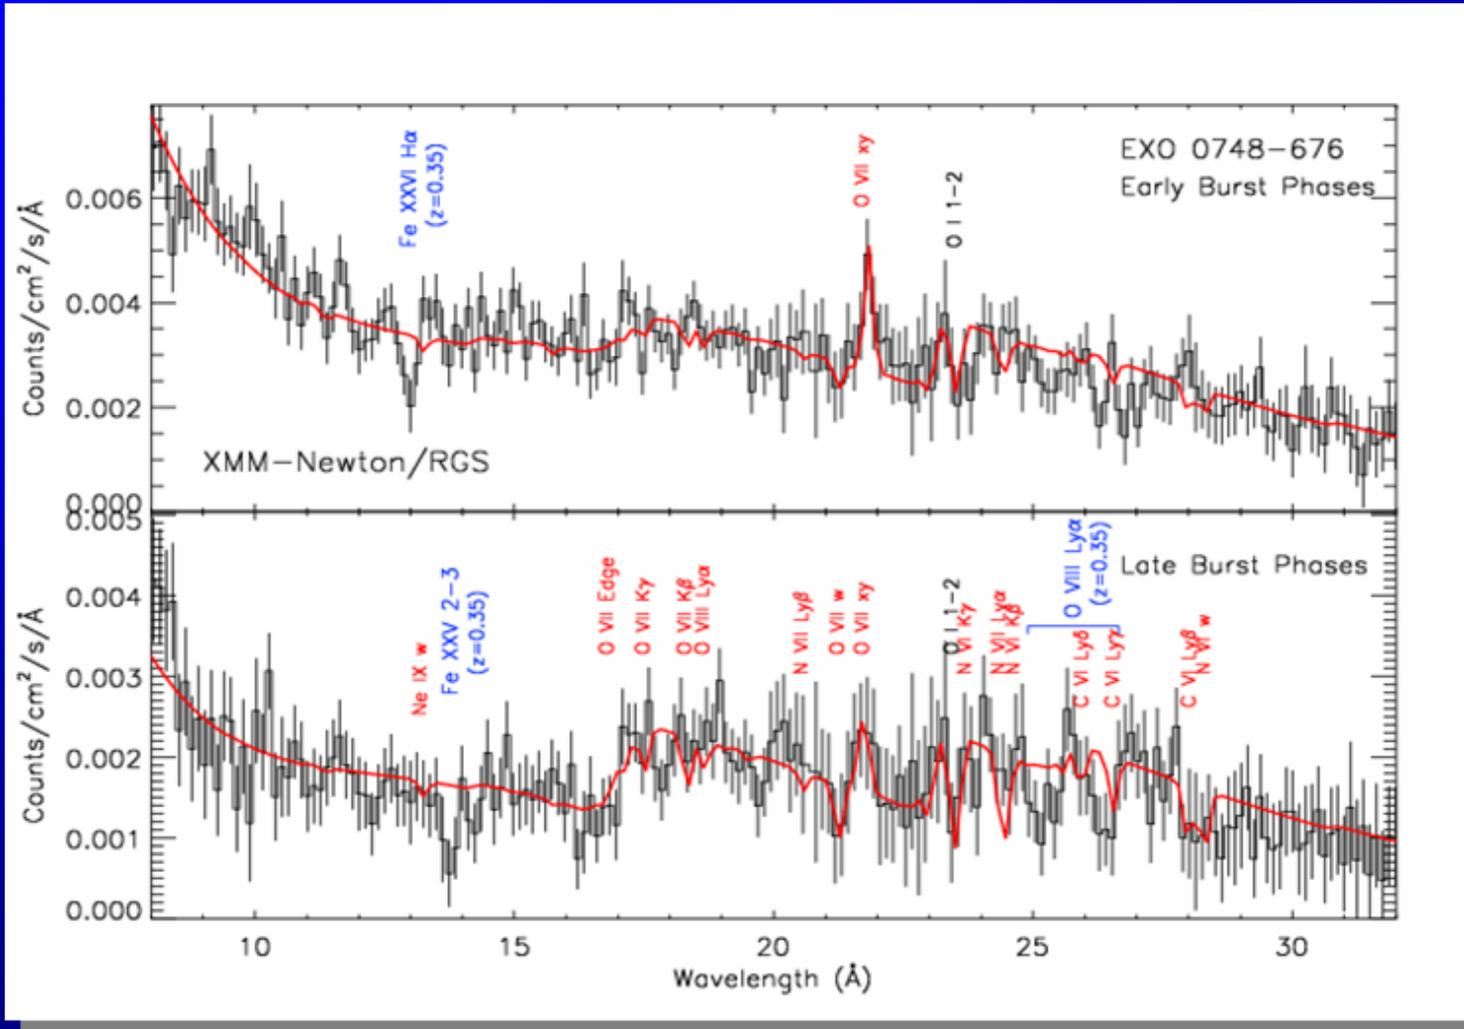 EXO 0748−676
Early Burst Phases
Fe XXVI Hα
(z=0.35)
O VII xy
O I 1−2
XMM−Newton/RGS
Counts/cm²/s/Å
0.006
0.004
0.002
0.000
Late Burst Phases
Ne IX w
Fe XXV 2−3
(z=0.35)
O VII Edge
O VII Kγ
O VII Kβ
O VIII Lyα
N VII Lyβ
O VII w
O VII xy
O I 1−2
N VI Kγ
N VII Lyα
N VI Kβ
O VIII Lyα
(z=0.35)
C VI Lyδ
C VI Lyγ
C VI Lyβ
N VI w
Counts/cm²/s/Å
0.005
0.004
0.003
0.002
0.001
0.000
10
15
20
25
30
Wavelength (Å)